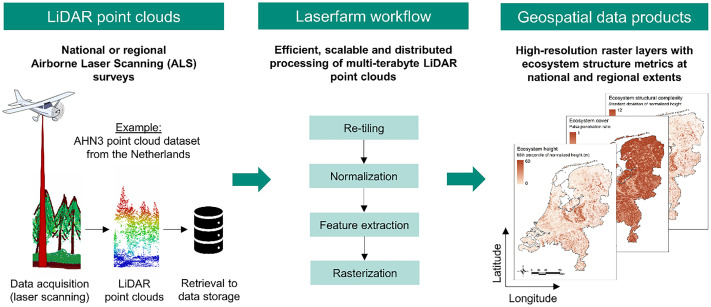 LiDAR point clouds
National or regional
Airborne Laser Scanning (ALS)
surveys
Example:
AHN3 point cloud dataset
from the Netherlands
Data acquisition
(laser scanning)
LiDAR
point clouds
Retrieval to
data storage
Laserfarm workflow
Efficient, scalable and distributed
processing of multi-terabyte LiDAR
point clouds
Re-tiling
Normalization
Feature extraction
Rasterization
Geospatial data products
High-resolution raster layers with
ecosystem structure metrics at
national and regional extents
Ecosystem structural complexity
Standard deviation of normalized height
12
Ecosystem cover
Pulse penetration ratio
1
Ecosystem height
95th percentile of normalized height (m)
60
0
Latitude
Longitude